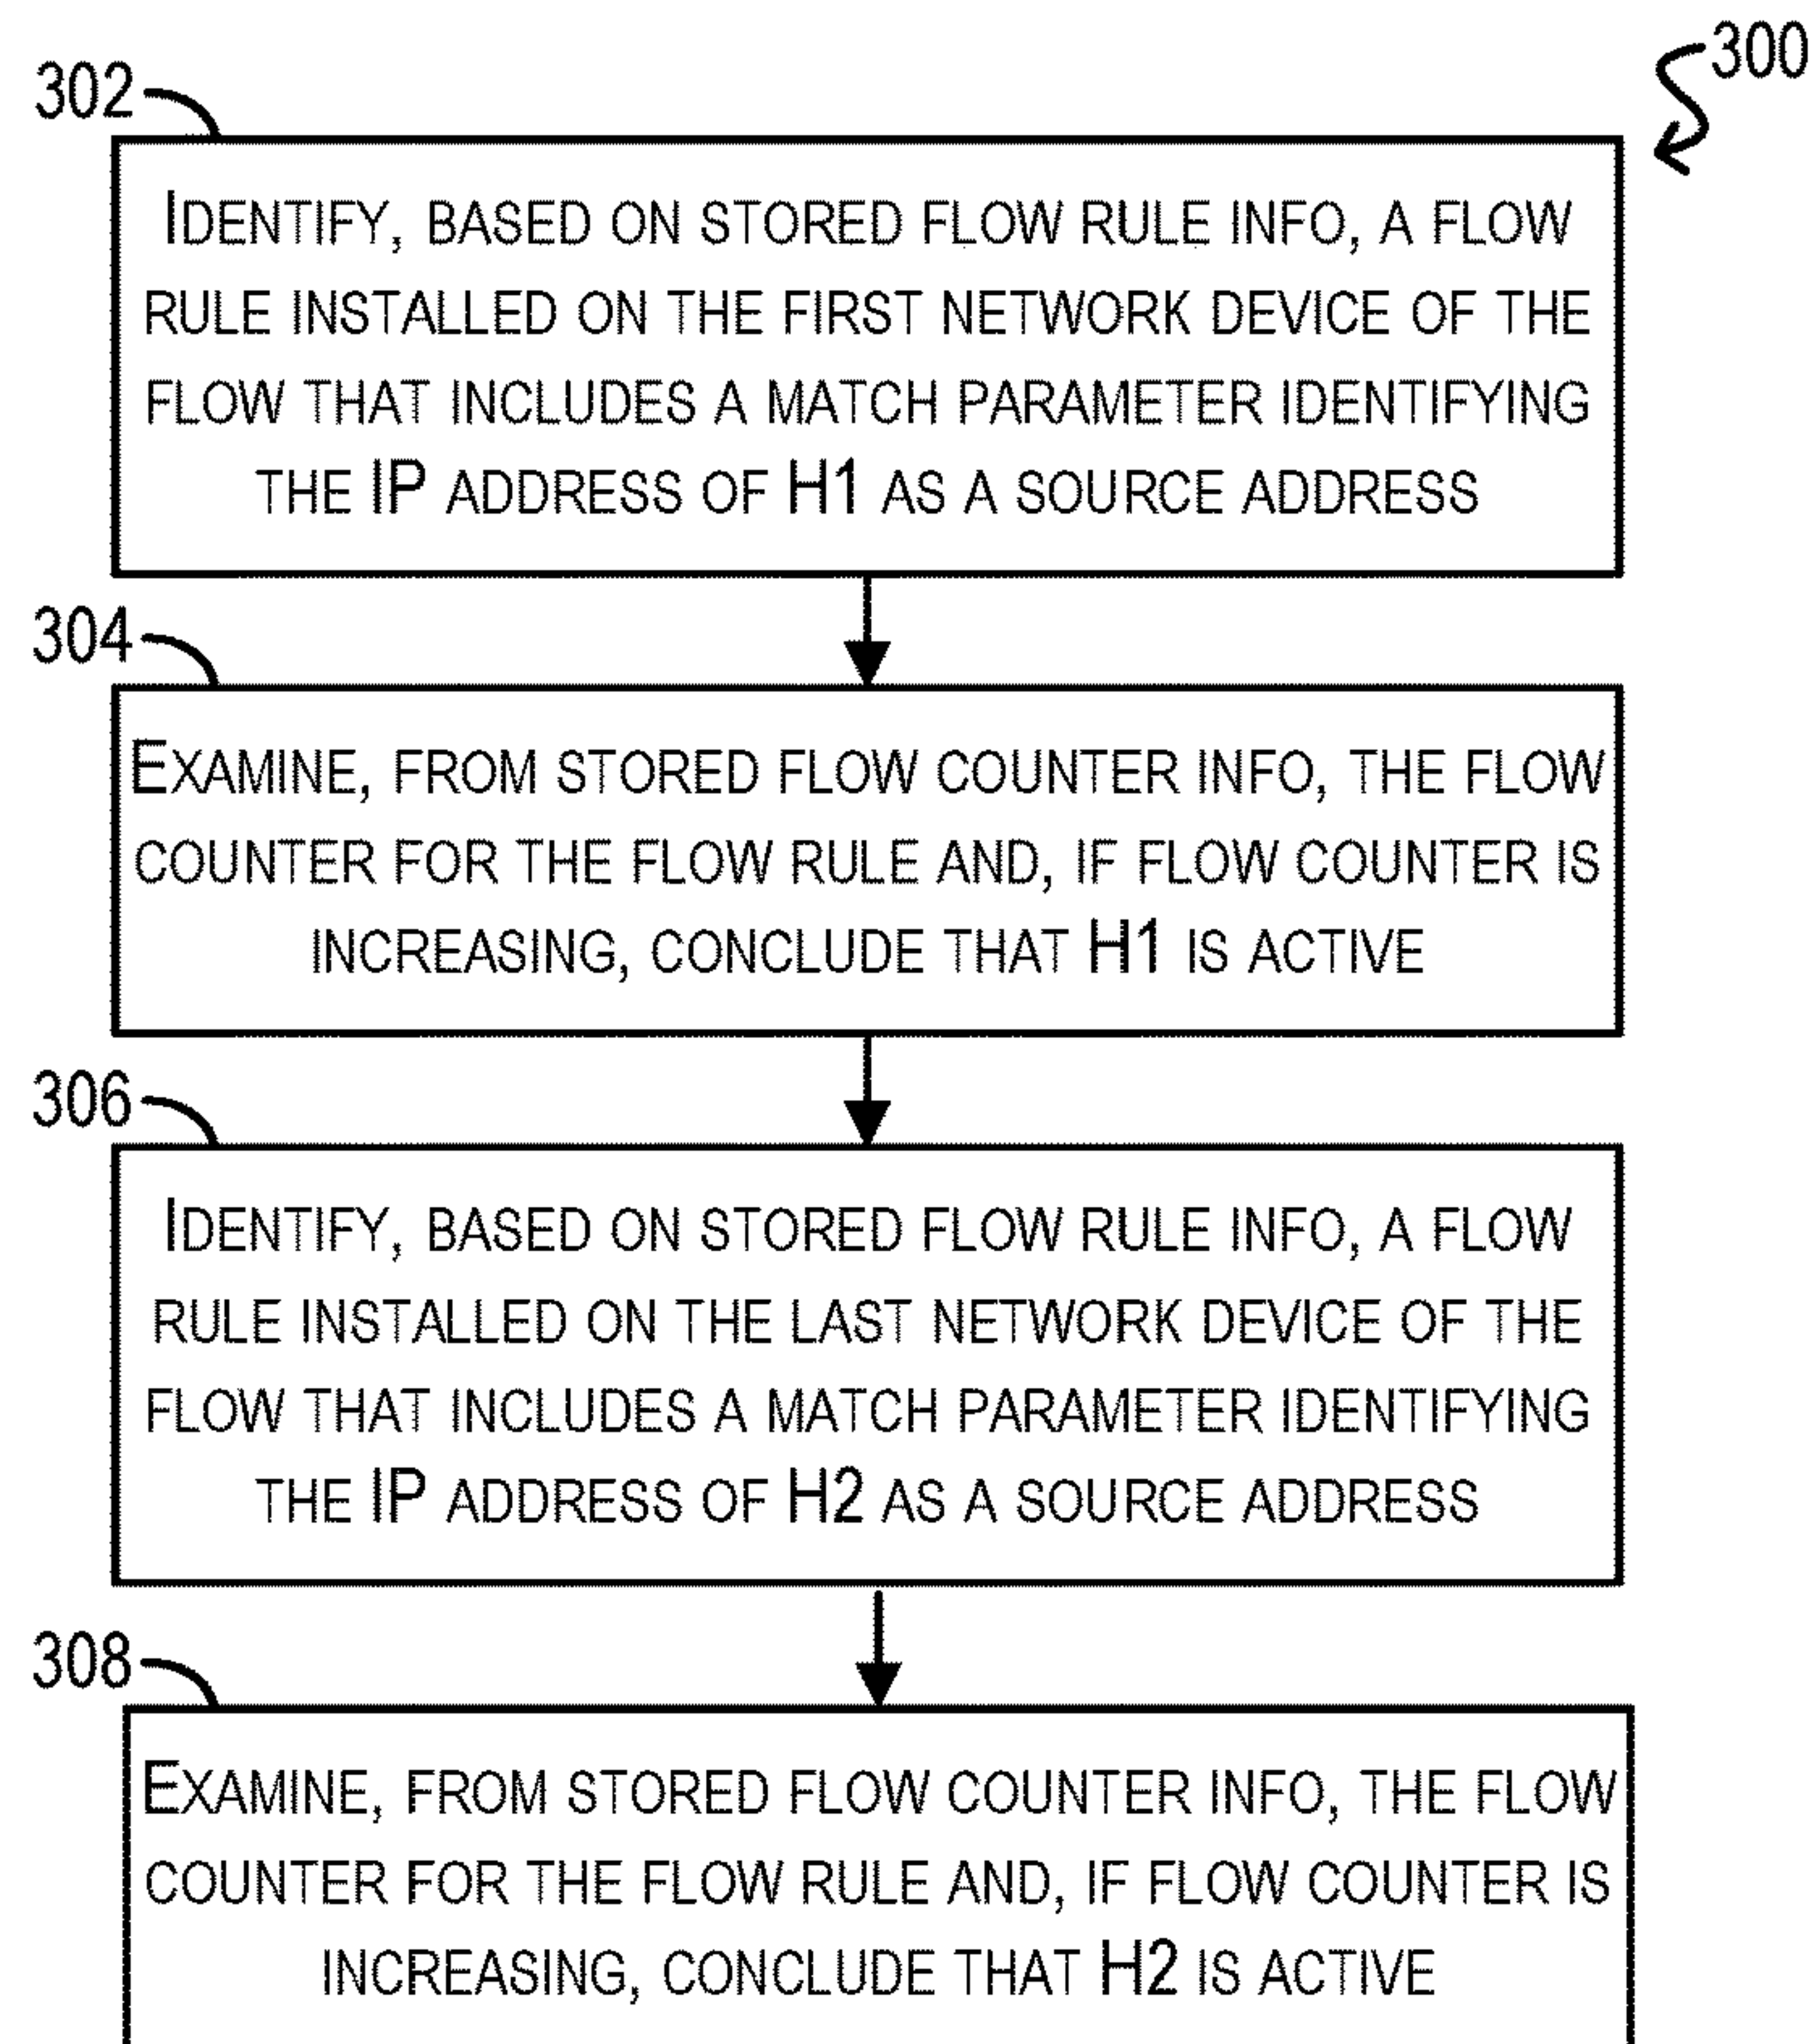 300
302
IDENTIFY, BASED ON STORED FLOW RULE INFO, A FLOW
RULE INSTALLED ON THE FIRST NETWORK DEVICE OF THE
FLOW THAT INCLUDES A MATCH PARAMETER IDENTIFYING
THE IP ADDRESS OF H1 AS A SOURCE ADDRESS
304
EXAMINE, FROM STORED FLOW COUNTER INFO, THE FLOW
COUNTER FOR THE FLOW RULE AND, IF FLOW COUNTER IS
INCREASING, CONCLUDE THAT H1 IS ACTIVE
306
IDENTIFY, BASED ON STORED FLOW RULE INFO, A FLOW
RULE INSTALLED ON THE LAST NETWORK DEVICE OF THE
FLOW THAT INCLUDES A MATCH PARAMETER IDENTIFYING
THE IP ADDRESS OF H2 AS A SOURCE ADDRESS
308
EXAMINE, FROM STORED FLOW COUNTER INFO, THE FLOW
COUNTER FOR THE FLOW RULE AND, IF FLOW COUNTER IS
INCREASING, CONCLUDE THAT H2 IS ACTIVE